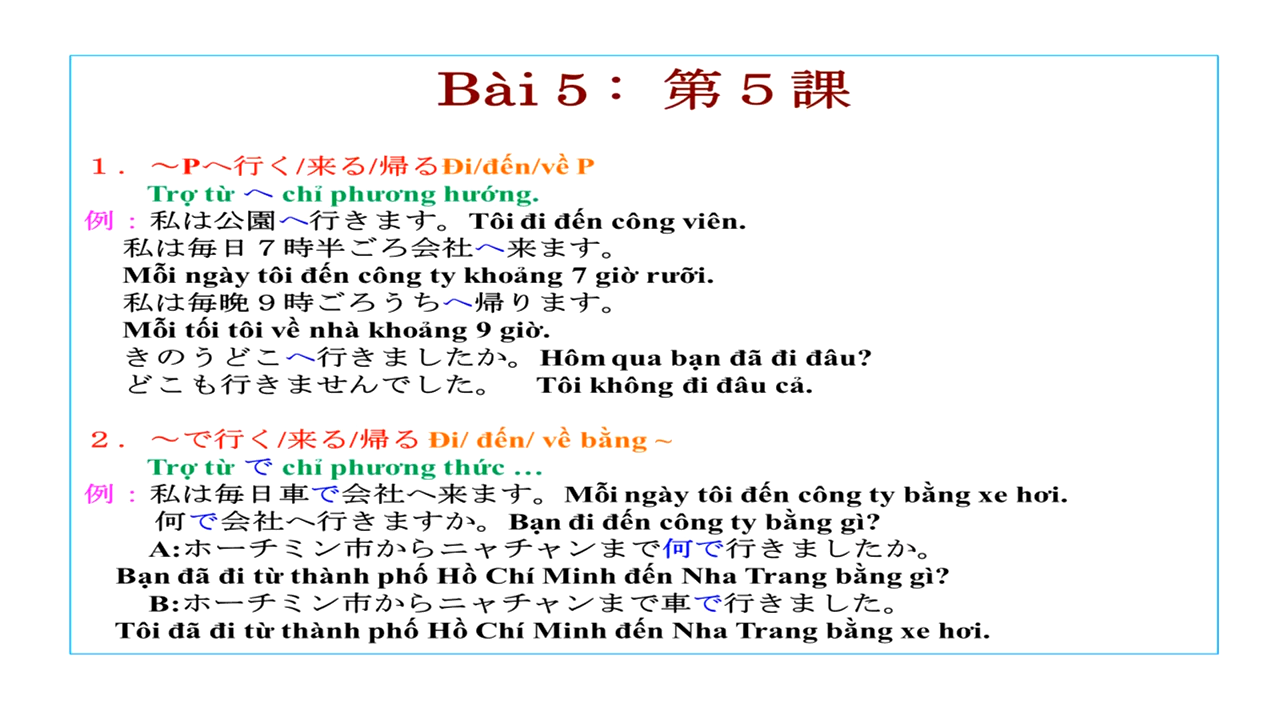 Bài 5： 第５課
１． ～Pへ行く/来る/帰るĐi/đến/về P
Trợ từ へ chỉ phương hướng.
例：私は公園へ行きます。Tôi đi đến công viên.
私は毎日７時半ごろ会社へ来ます。
Mỗi ngày tôi đến công ty khoảng 7 giờ rưỡi.
私は毎晩９時ごろうちへ帰ります。
Mỗi tối tôi về nhà khoảng 9 giờ.
きのうどこへ行きましたか。Hôm qua bạn đã đi đâu?
どこも行きませんでした。 Tôi không đi đâu cả.
２． ～で行く/来る/帰る Đi/ đến/ về bằng ~
Trợ từ で chỉ phương thức …
例：私は毎日車で会社へ来ます。Mỗi ngày tôi đến công ty bằng xe hơi.
何で会社へ行きますか。Bạn đi đến công ty bằng gì?
A:ホーチミン市からニャチャンまで何で行きましたか。
Bạn đã đi từ thành phố Hồ Chí Minh đến Nha Trang bằng gì?
B:ホーチミン市からニャチャンまで車で行きました。
Tôi đã đi từ thành phố Hồ Chí Minh đến Nha Trang bằng xe hơi.